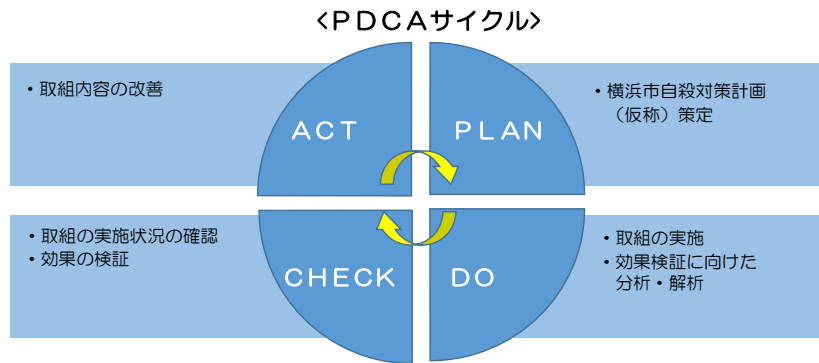 <ＰＤＣＡサイクル>
・取組内容の改善
ＡＣＴ
ＰＬＡＮ
・横浜市自殺対策計画
（仮称）策定
・取組の実施状況の確認
・効果の検証
ＣＨＥＣＫ
ＤＯ
・取組の実施
・効果検証に向けた
分析・解析